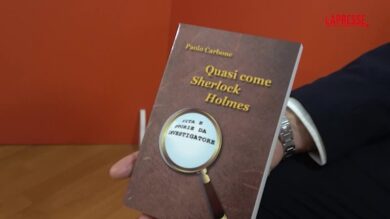 LAPRESSE
Paolo Carbone
Quasi come
Sherlock
Holmes
VITA E
STORIE DA
INVESTIGATORE